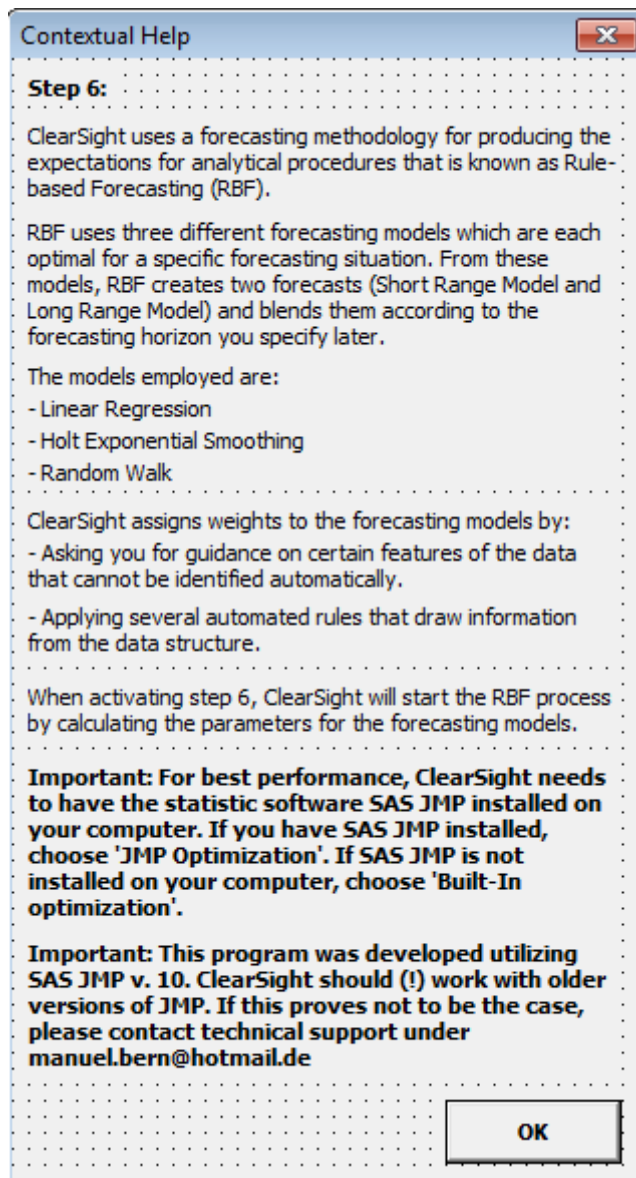 Contextual Help
Step 6:
ClearSight uses a forecasting methodology for producing the
expectations for analytical procedures that is known as Rule-
based Forecasting (RBF).
RBF uses three different forecasting models which are each
optimal for a specific forecasting situation. From these
models, RBF creates two forecasts (Short Range Model and
Long Range Model) and blends them according to the
forecasting horizon you specify later.
The models employed are:
- Linear Regression
- Holt Exponential Smoothing
- Random Walk
ClearSight assigns weights to the forecasting models by:
- Asking you for guidance on certain features of the data
that cannot be identified automatically.
- Applying several automated rules that draw information
from the data structure.
When activating step 6, ClearSight will start the RBF process
by calculating the parameters for the forecasting models.
Important: For best performance, ClearSight needs
to have the statistic software SAS JMP installed on
your computer. If you have SAS JMP installed,
choose 'JMP Optimization'. If SAS JMP is not
installed on your computer, choose 'Built-In
optimization'.
Important: This program was developed utilizing
SAS JMP v. 10. ClearSight should (!) work with older
versions of JMP. If this proves not to be the case,
please contact technical support under
manuel.bern@hotmail.de
OK